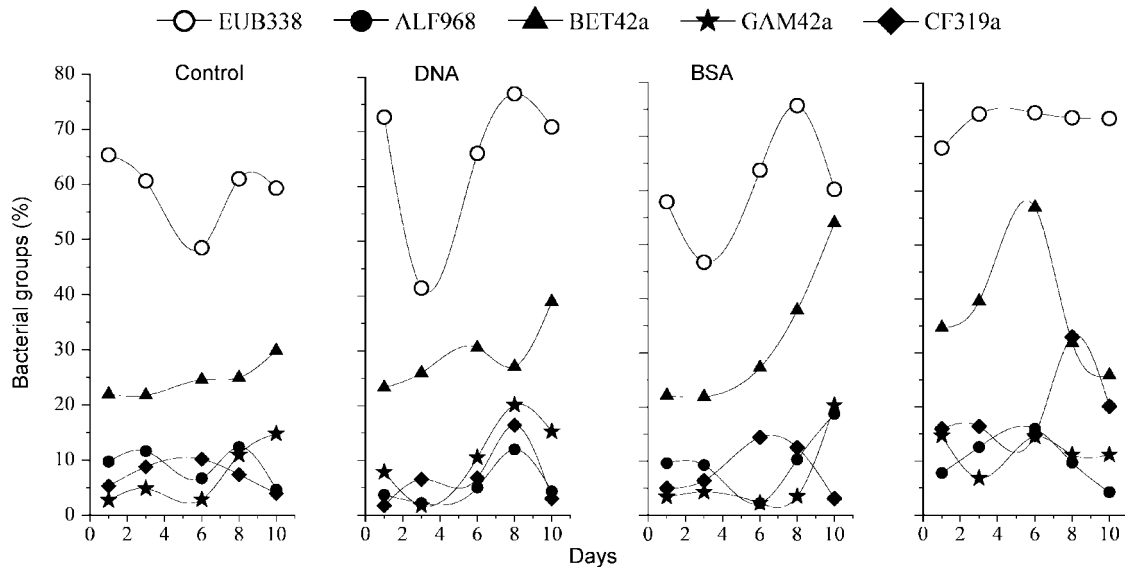 EUB338 ALF968 BET42a GAM42a CF319a
Control DNA BSA
80
70
60
50
40
30
20
10
0
Bacterial groups (%)
0 2 4 6 8 10 0 2 4 6 8 10 0 2 4 6 8 10 0 2 4 6 8 10
Days